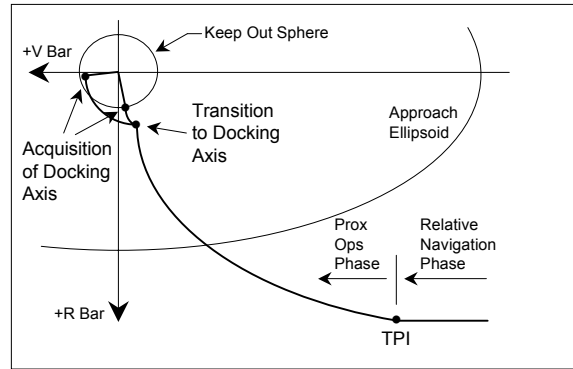 +V Bar
Keep Out Sphere
Transition
to Docking
Axis
Approach
Ellipsoid
Acquisition
of Docking
Axis
Prox
Ops
Phase
Relative
Navigation
Phase
+R Bar
TPI